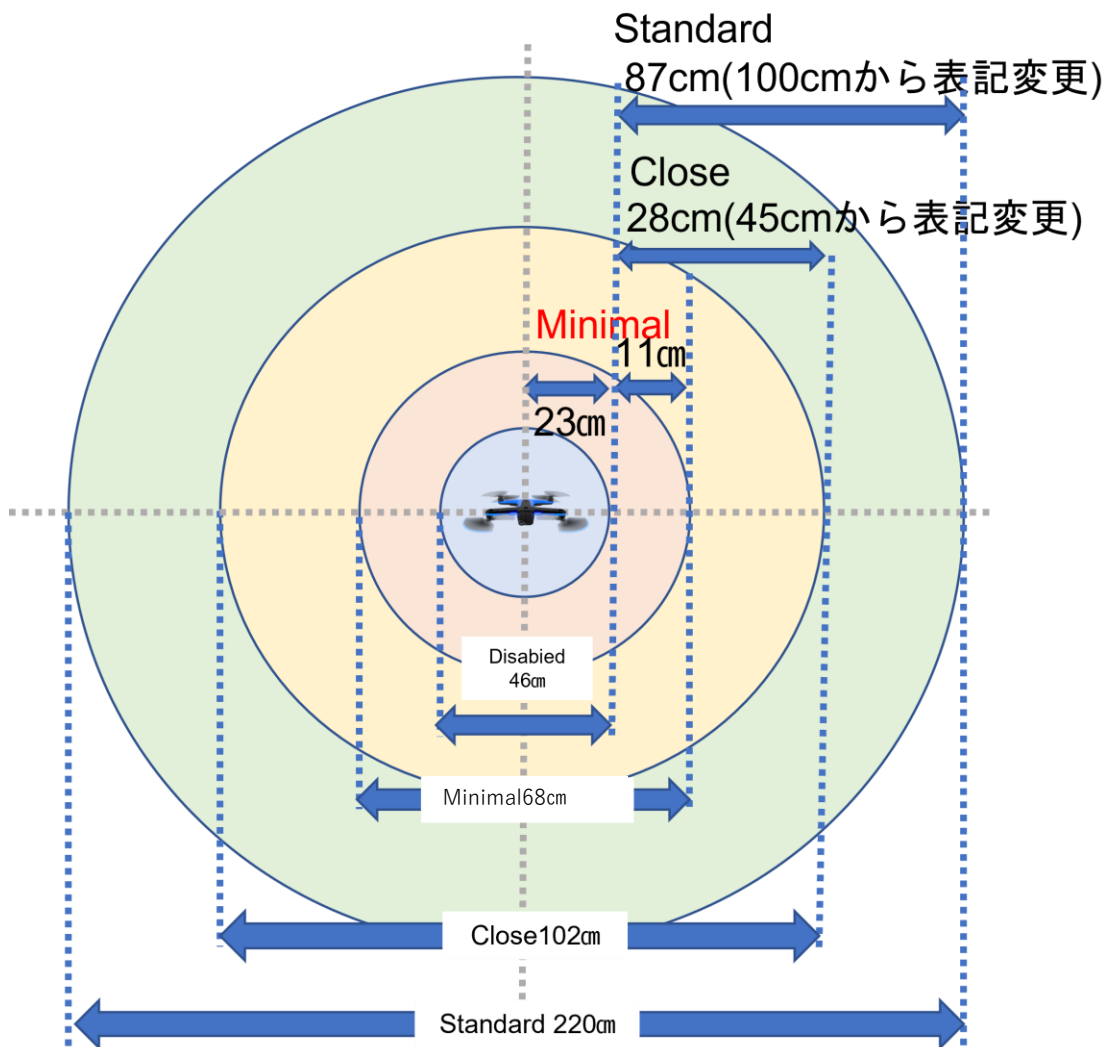 Standard
87cm(100cmから表記変更)
Close
28cm(45cmから表記変更)
Minimal
11㎝
23㎝
Disabied
46㎝
Minimal68㎝
Close102㎝
Standard 220㎝